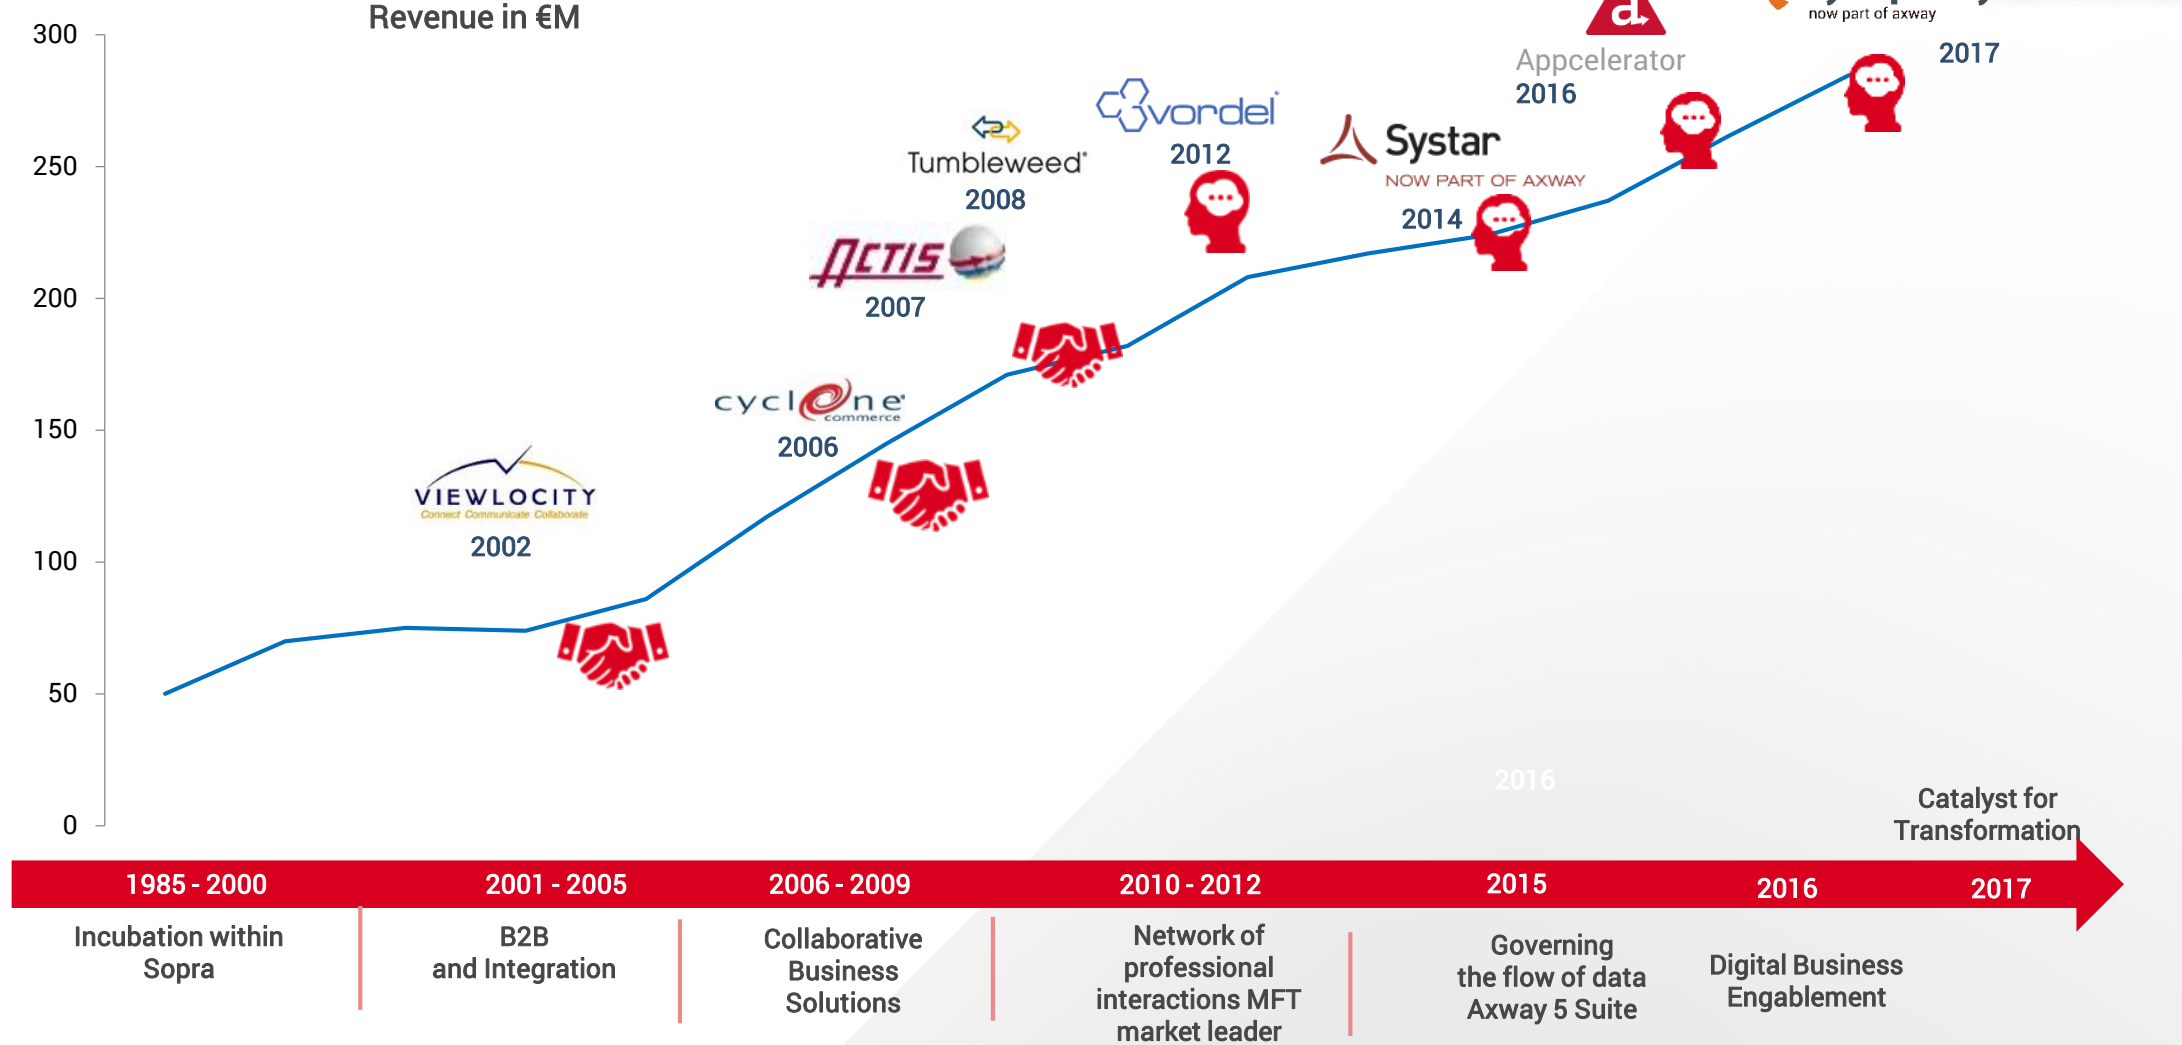 Revenue in €M
300
250
200
150
100
50
0
VIEWLOCITY
Connect Communicate Collaborate
2002
cyclone
commerce
2006
ACTIS
2007
Tumbleweed
2008
vordel
2012
Systar
NOW PART OF AXWAY
2014
a
Appcelerator
2016
now part of axway
2017
2016
Catalyst for
Transformation
1985 - 2000
2001 - 2005
2006 - 2009
2010 - 2012
2015
2016
2017
Incubation within
Sopra
B2B
and Integration
Collaborative
Business
Solutions
Network of
professional
interactions MFT
market leader
Governing
the flow of data
Axway 5 Suite
Digital Business
Engablement